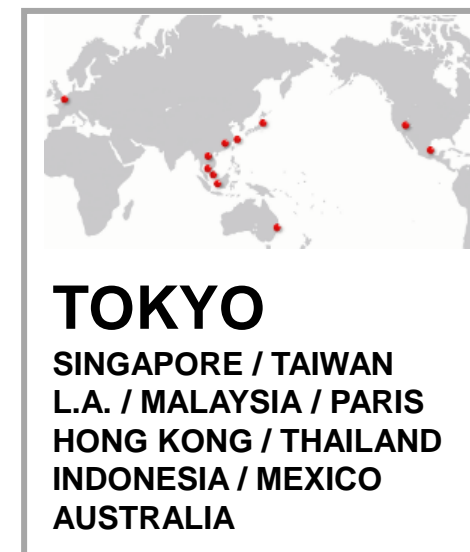 TOKYO
SINGAPORE / TAIWAN
L.A. / MALAYSIA / PARIS
HONG KONG / THAILAND
INDONESIA / MEXICO
AUSTRALIA